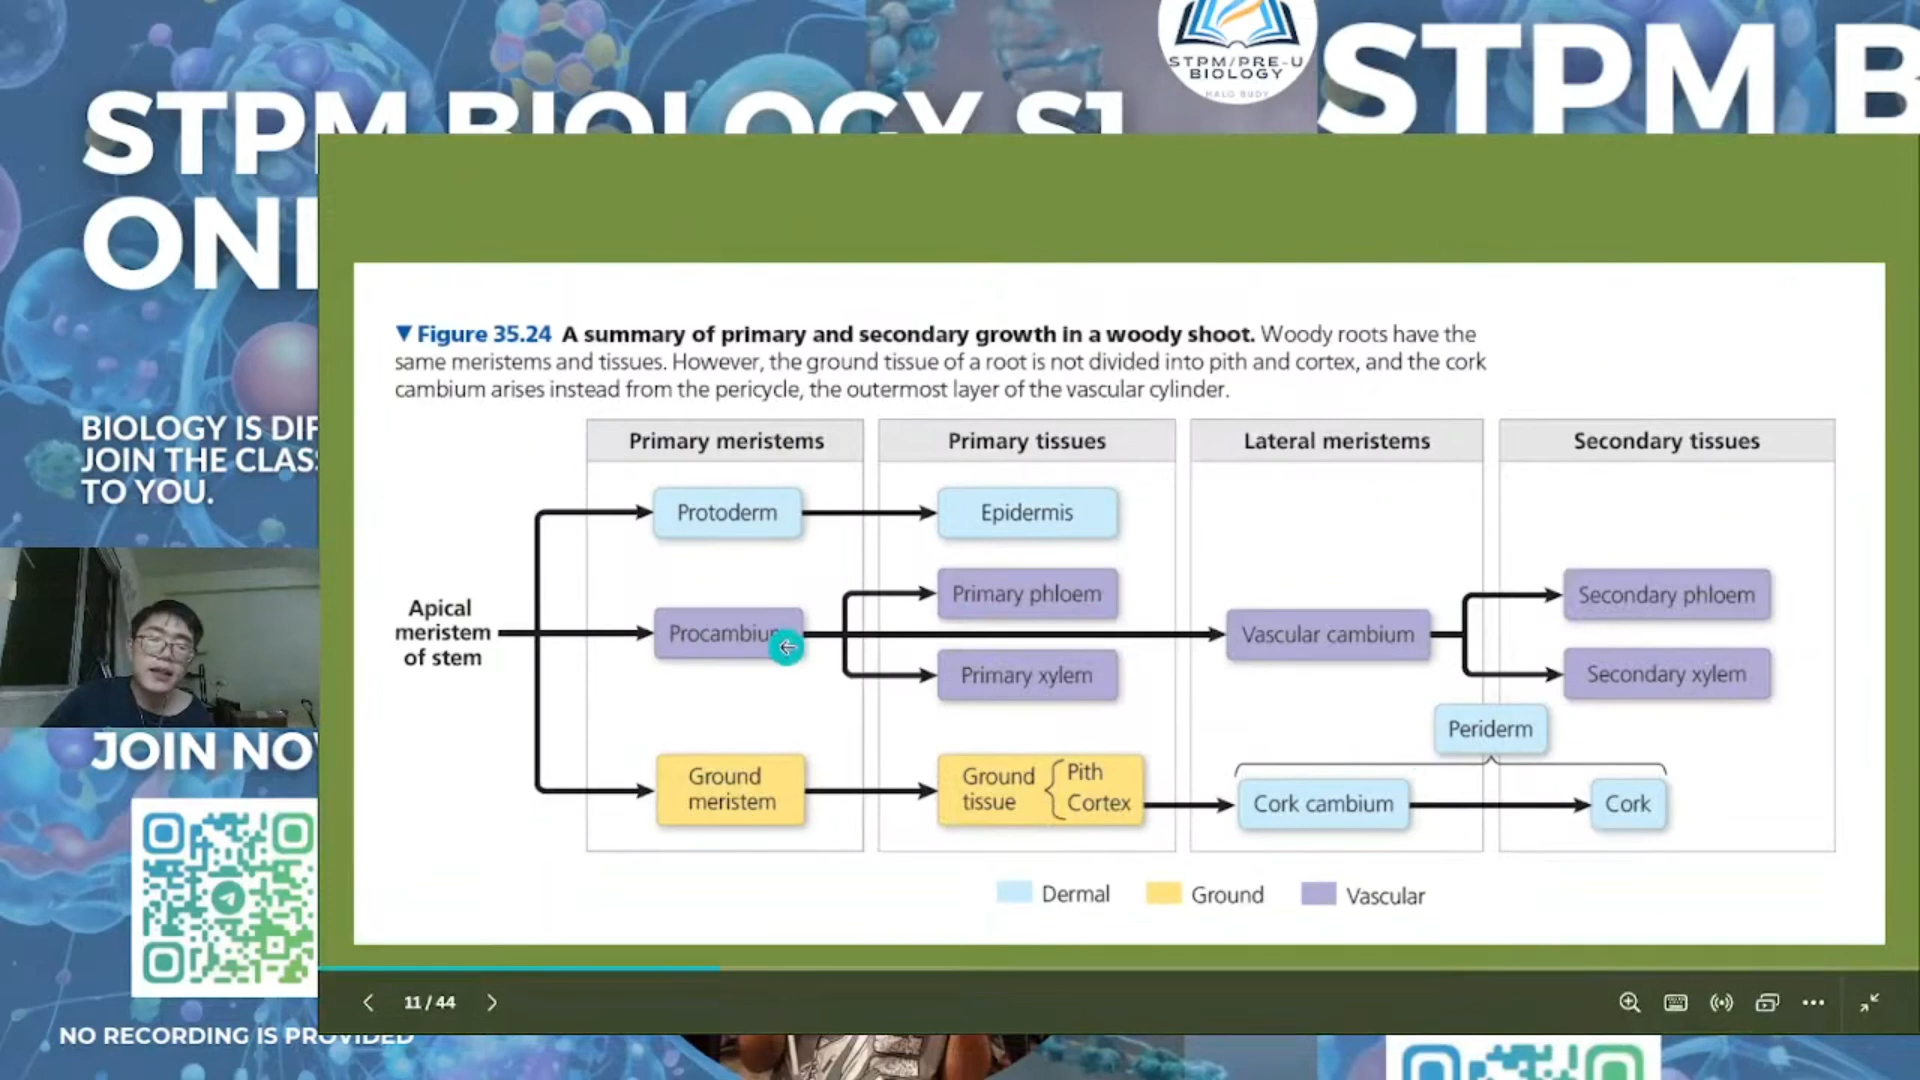 STPM BIOLOGY S1
STPM B
ONL
STPM/PRE-U
BIOLOGY
HALO BUDY
BIOLOGY IS DIF
JOIN THE CLAS
TO YOU.
JOIN NO
NO RECORDING IS PROVIDED
▼ Figure 35.24 A summary of primary and secondary growth in a woody shoot. Woody roots have the
same meristems and tissues. However, the ground tissue of a root is not divided into pith and cortex, and the cork
cambium arises instead from the pericycle, the outermost layer of the vascular cylinder.
Primary meristems
Primary tissues
Lateral meristems
Secondary tissues
Apical
meristem
of stem
Protoderm
Epidermis
Procambium
Primary phloem
Primary xylem
Vascular cambium
Secondary phloem
Secondary xylem
Periderm
Ground
meristem
Ground
tissue
Pith
Cortex
Cork cambium
Cork
Dermal
Ground
Vascular
11 / 44